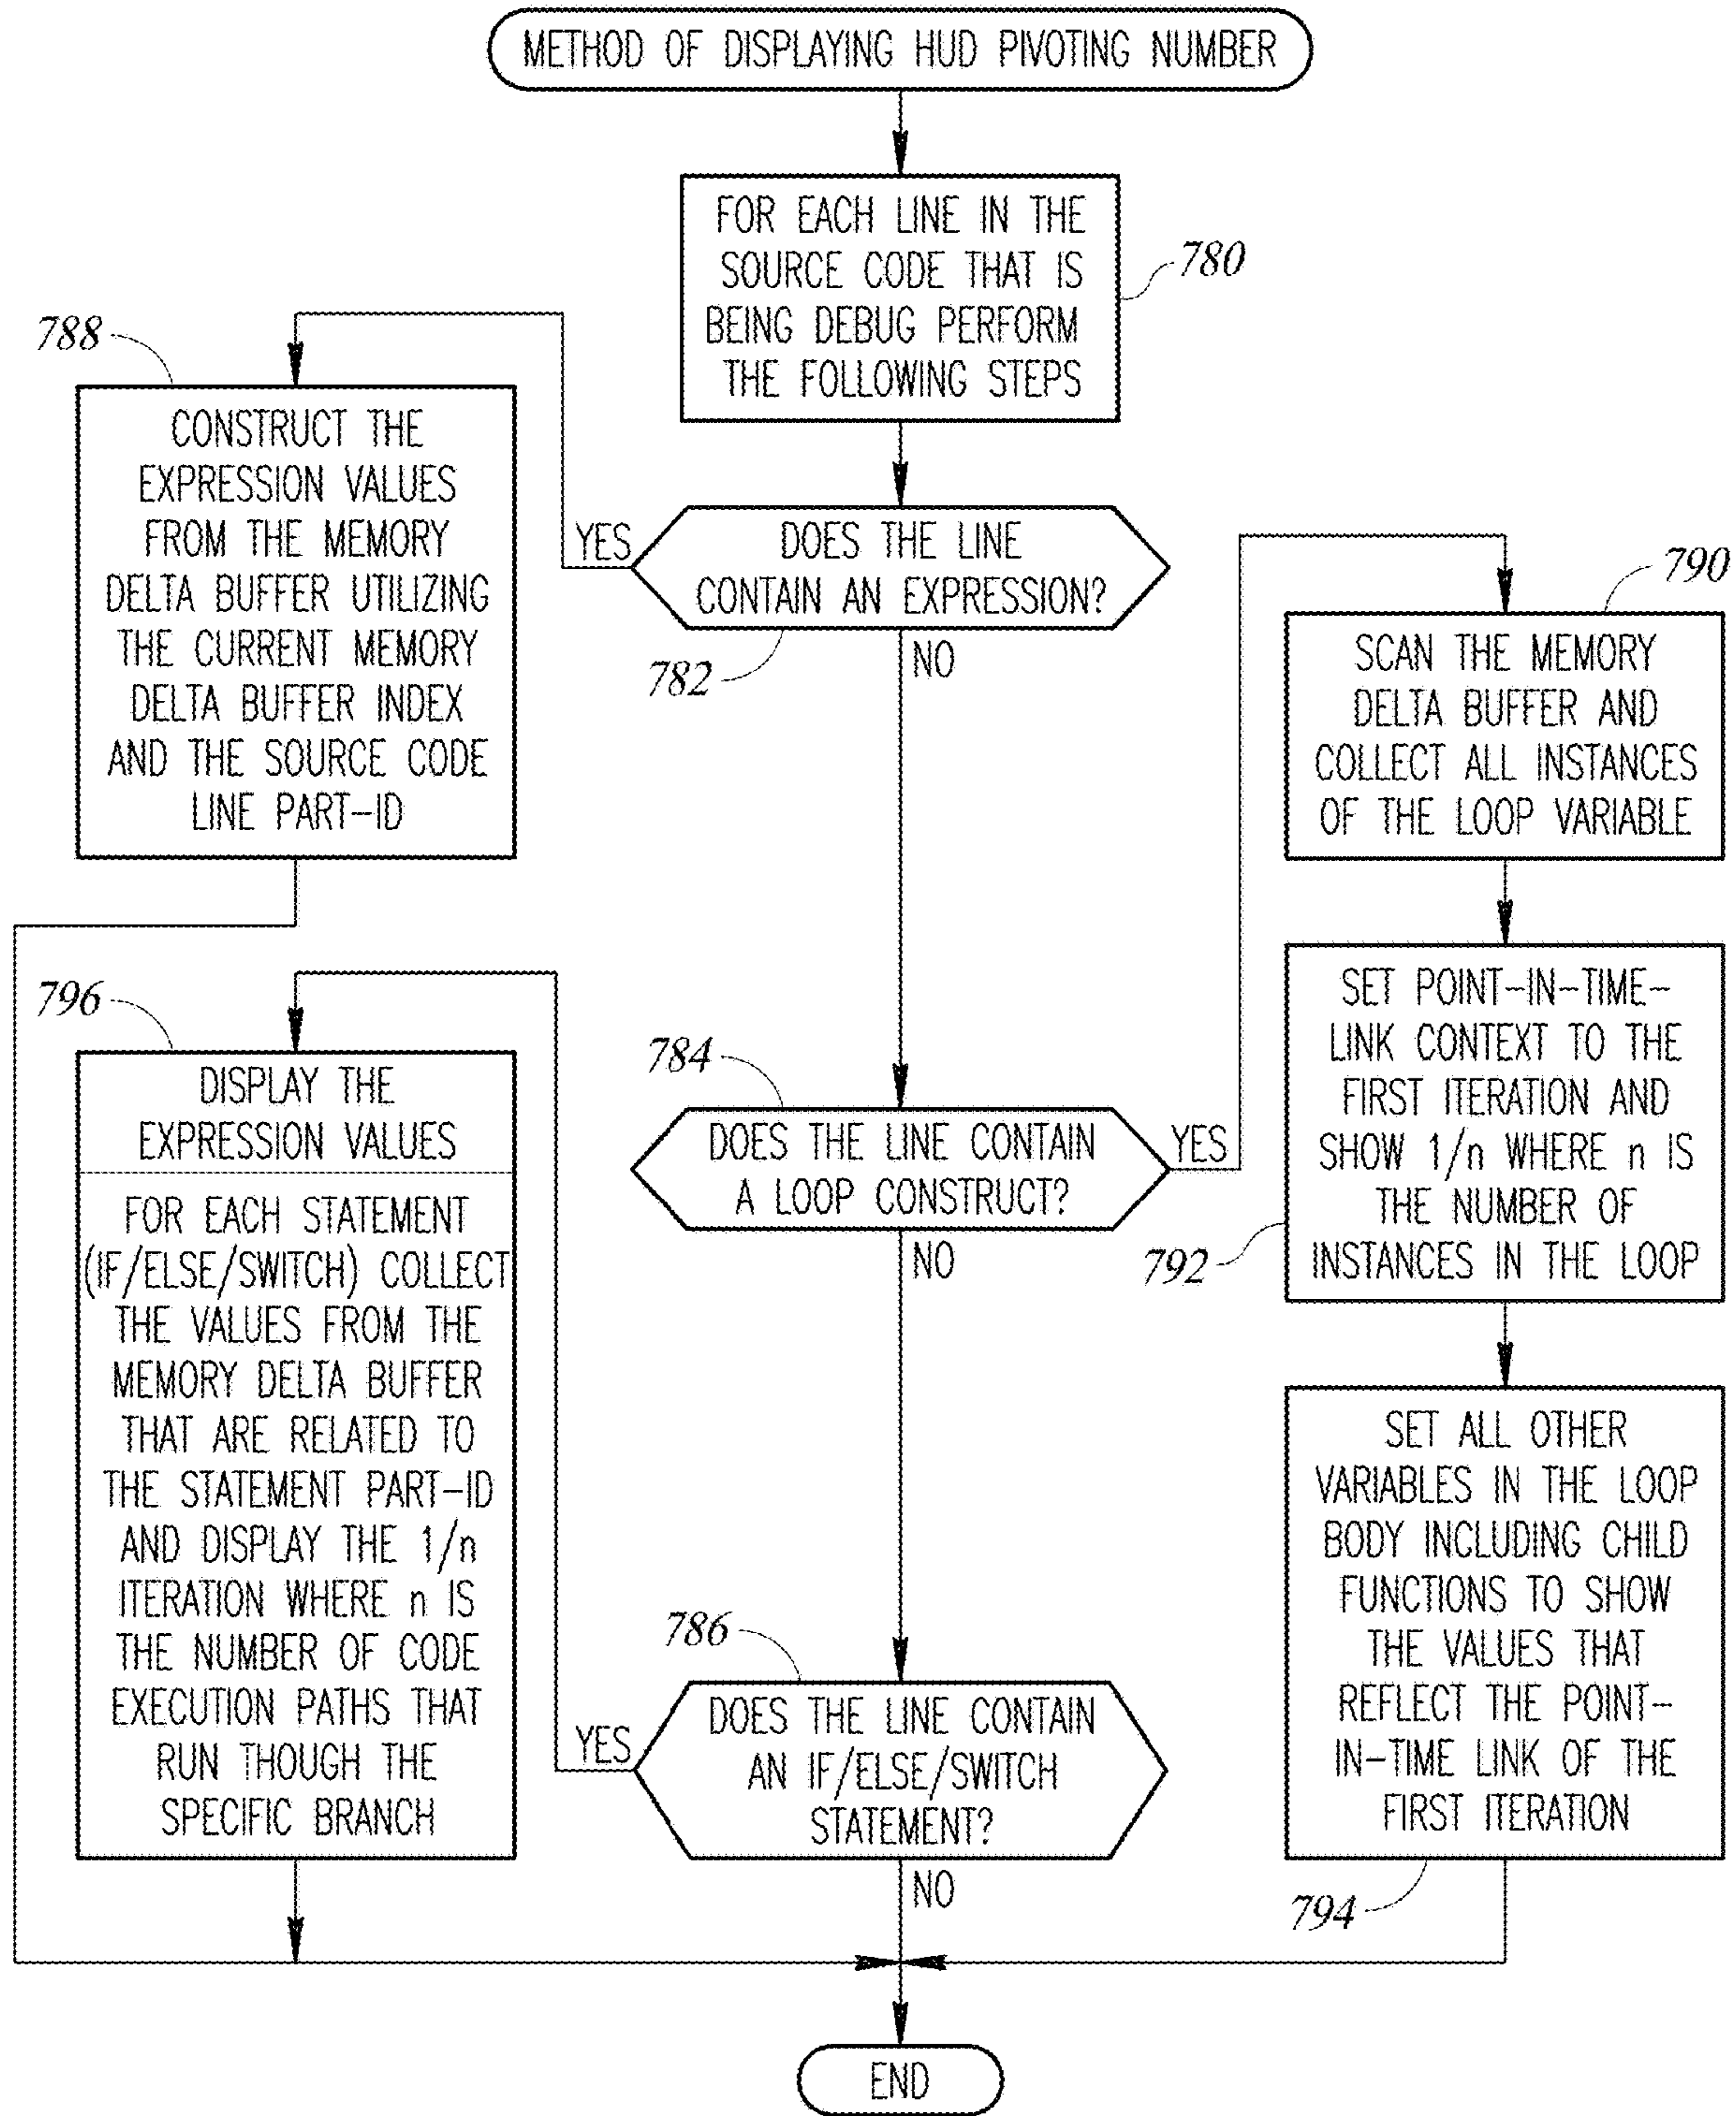 METHOD OF DISPLAYING HUD PIVOTING NUMBER
FOR EACH LINE IN THE
SOURCE CODE THAT IS
BEING DEBUG PERFORM
THE FOLLOWING STEPS
780
788
CONSTRUCT THE
EXPRESSION VALUES
FROM THE MEMORY
DELTA BUFFER UTILIZING
THE CURRENT MEMORY
DELTA BUFFER INDEX
AND THE SOURCE CODE
LINE PART-ID
YES
DOES THE LINE
CONTAIN AN EXPRESSION?
782
NO
790
SCAN THE MEMORY
DELTA BUFFER AND
COLLECT ALL INSTANCES
OF THE LOOP VARIABLE
796
DISPLAY THE
EXPRESSION VALUES
FOR EACH STATEMENT
(IF/ELSE/SWITCH) COLLECT
THE VALUES FROM THE
MEMORY DELTA BUFFER
THAT ARE RELATED TO
THE STATEMENT PART-ID
AND DISPLAY THE 1/n
ITERATION WHERE n IS
THE NUMBER OF CODE
EXECUTION PATHS THAT
RUN THOUGH THE
SPECIFIC BRANCH
784
DOES THE LINE CONTAIN
A LOOP CONSTRUCT?
YES
NO
SET POINT-IN-TIME-
LINK CONTEXT TO THE
FIRST ITERATION AND
SHOW 1/n WHERE n IS
THE NUMBER OF
INSTANCES IN THE LOOP
792
786
YES
DOES THE LINE CONTAIN
AN IF/ELSE/SWITCH
STATEMENT?
NO
SET ALL OTHER
VARIABLES IN THE LOOP
BODY INCLUDING CHILD
FUNCTIONS TO SHOW
THE VALUES THAT
REFLECT THE POINT-
IN-TIME LINK OF THE
FIRST ITERATION
794
END